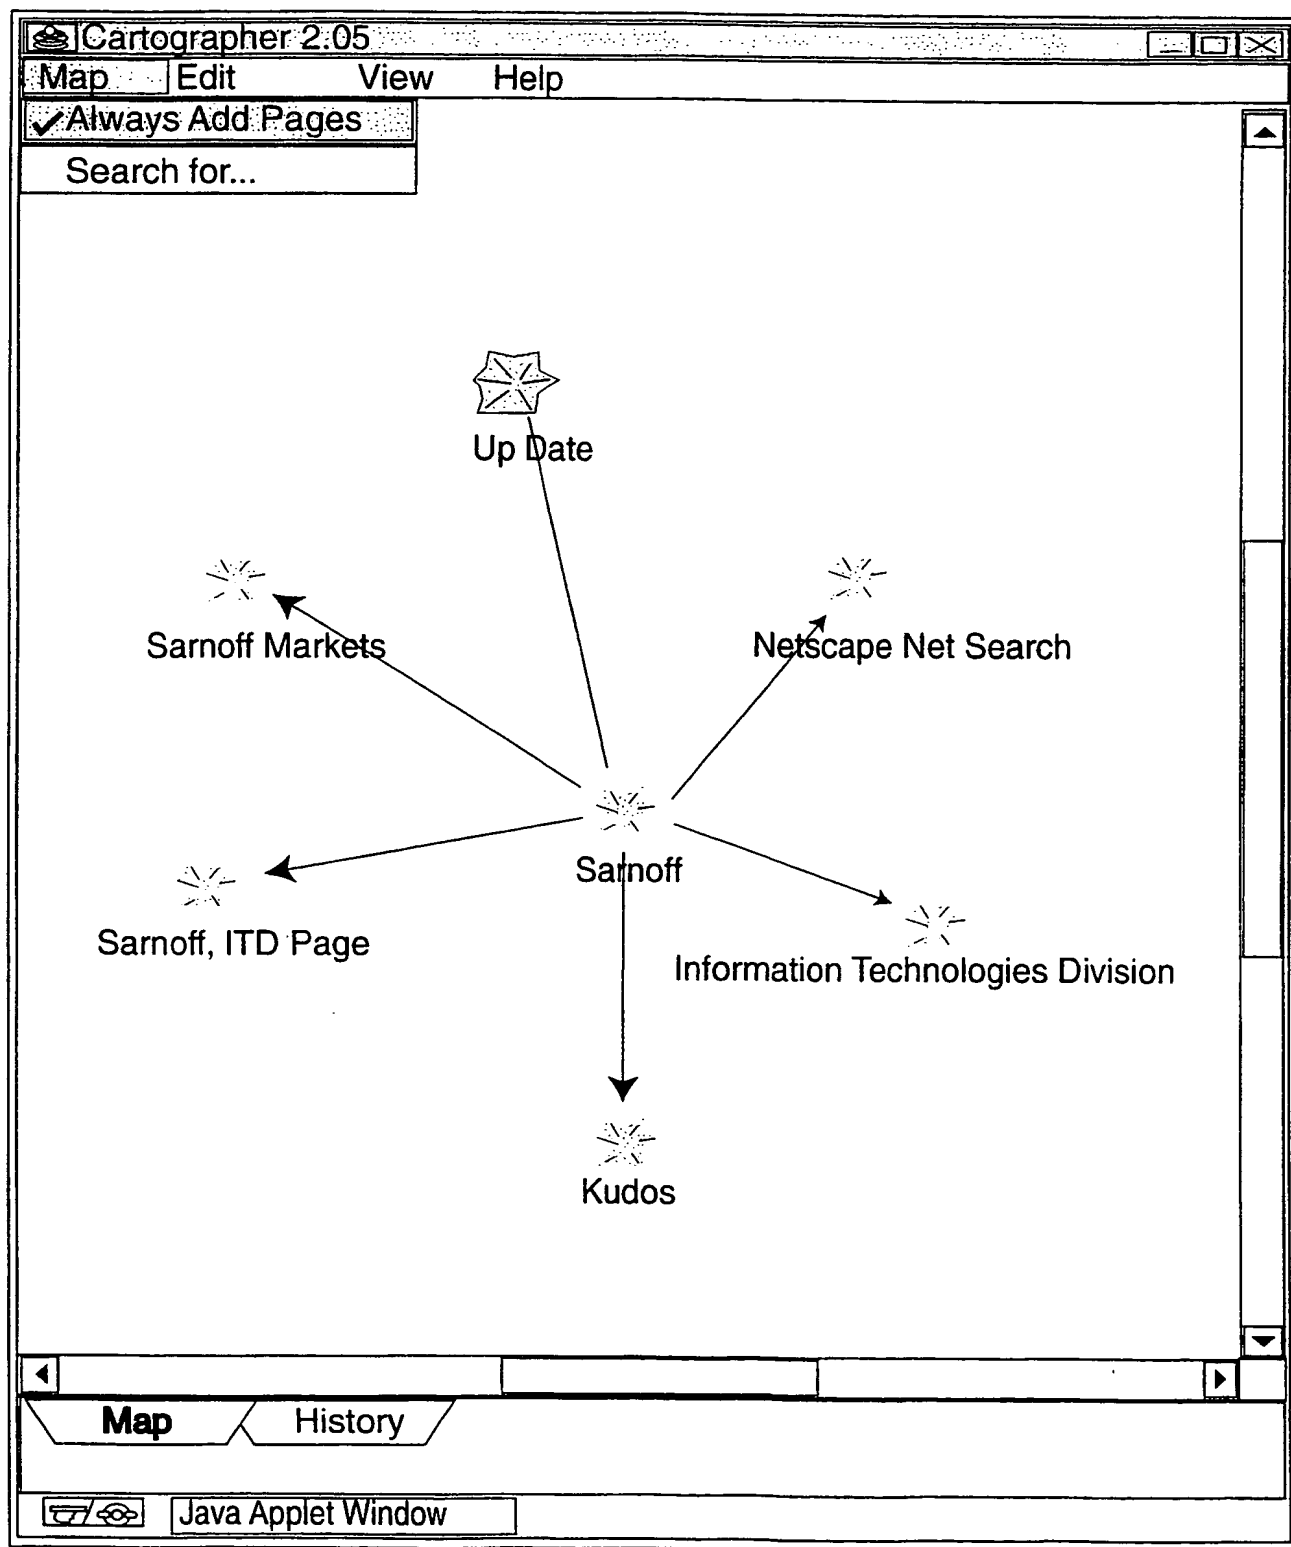 Cartographer 2.05
Map Edit View Help
Always Add Pages
Search for...
Up Date
Sarnoff Markets
Netscape Net Search
Sarnoff
Sarnoff, ITD Page
Information Technologies Division
Kudos
Map History
Java Applet Window